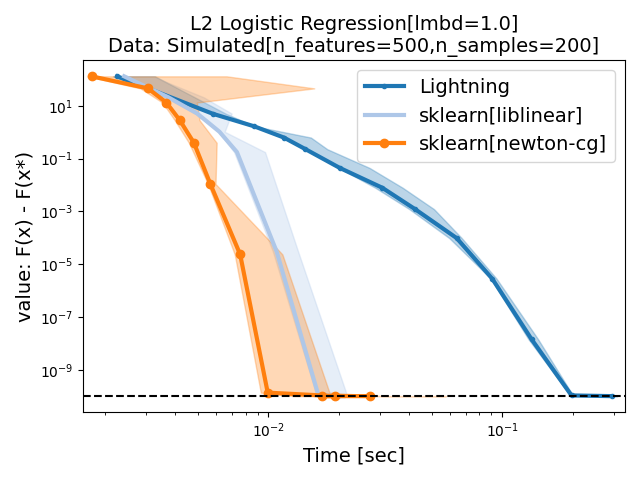 L2 Logistic Regression[lmbd=1.0]
Data: Simulated[n_features=500,n_samples=200]
Lightning
sklearn[liblinear]
sklearn[newton-cg]
value: F(x) - F(x*)
10^1
10^-1
10^-3
10^-5
10^-7
10^-9
10^-2
10^-1
Time [sec]